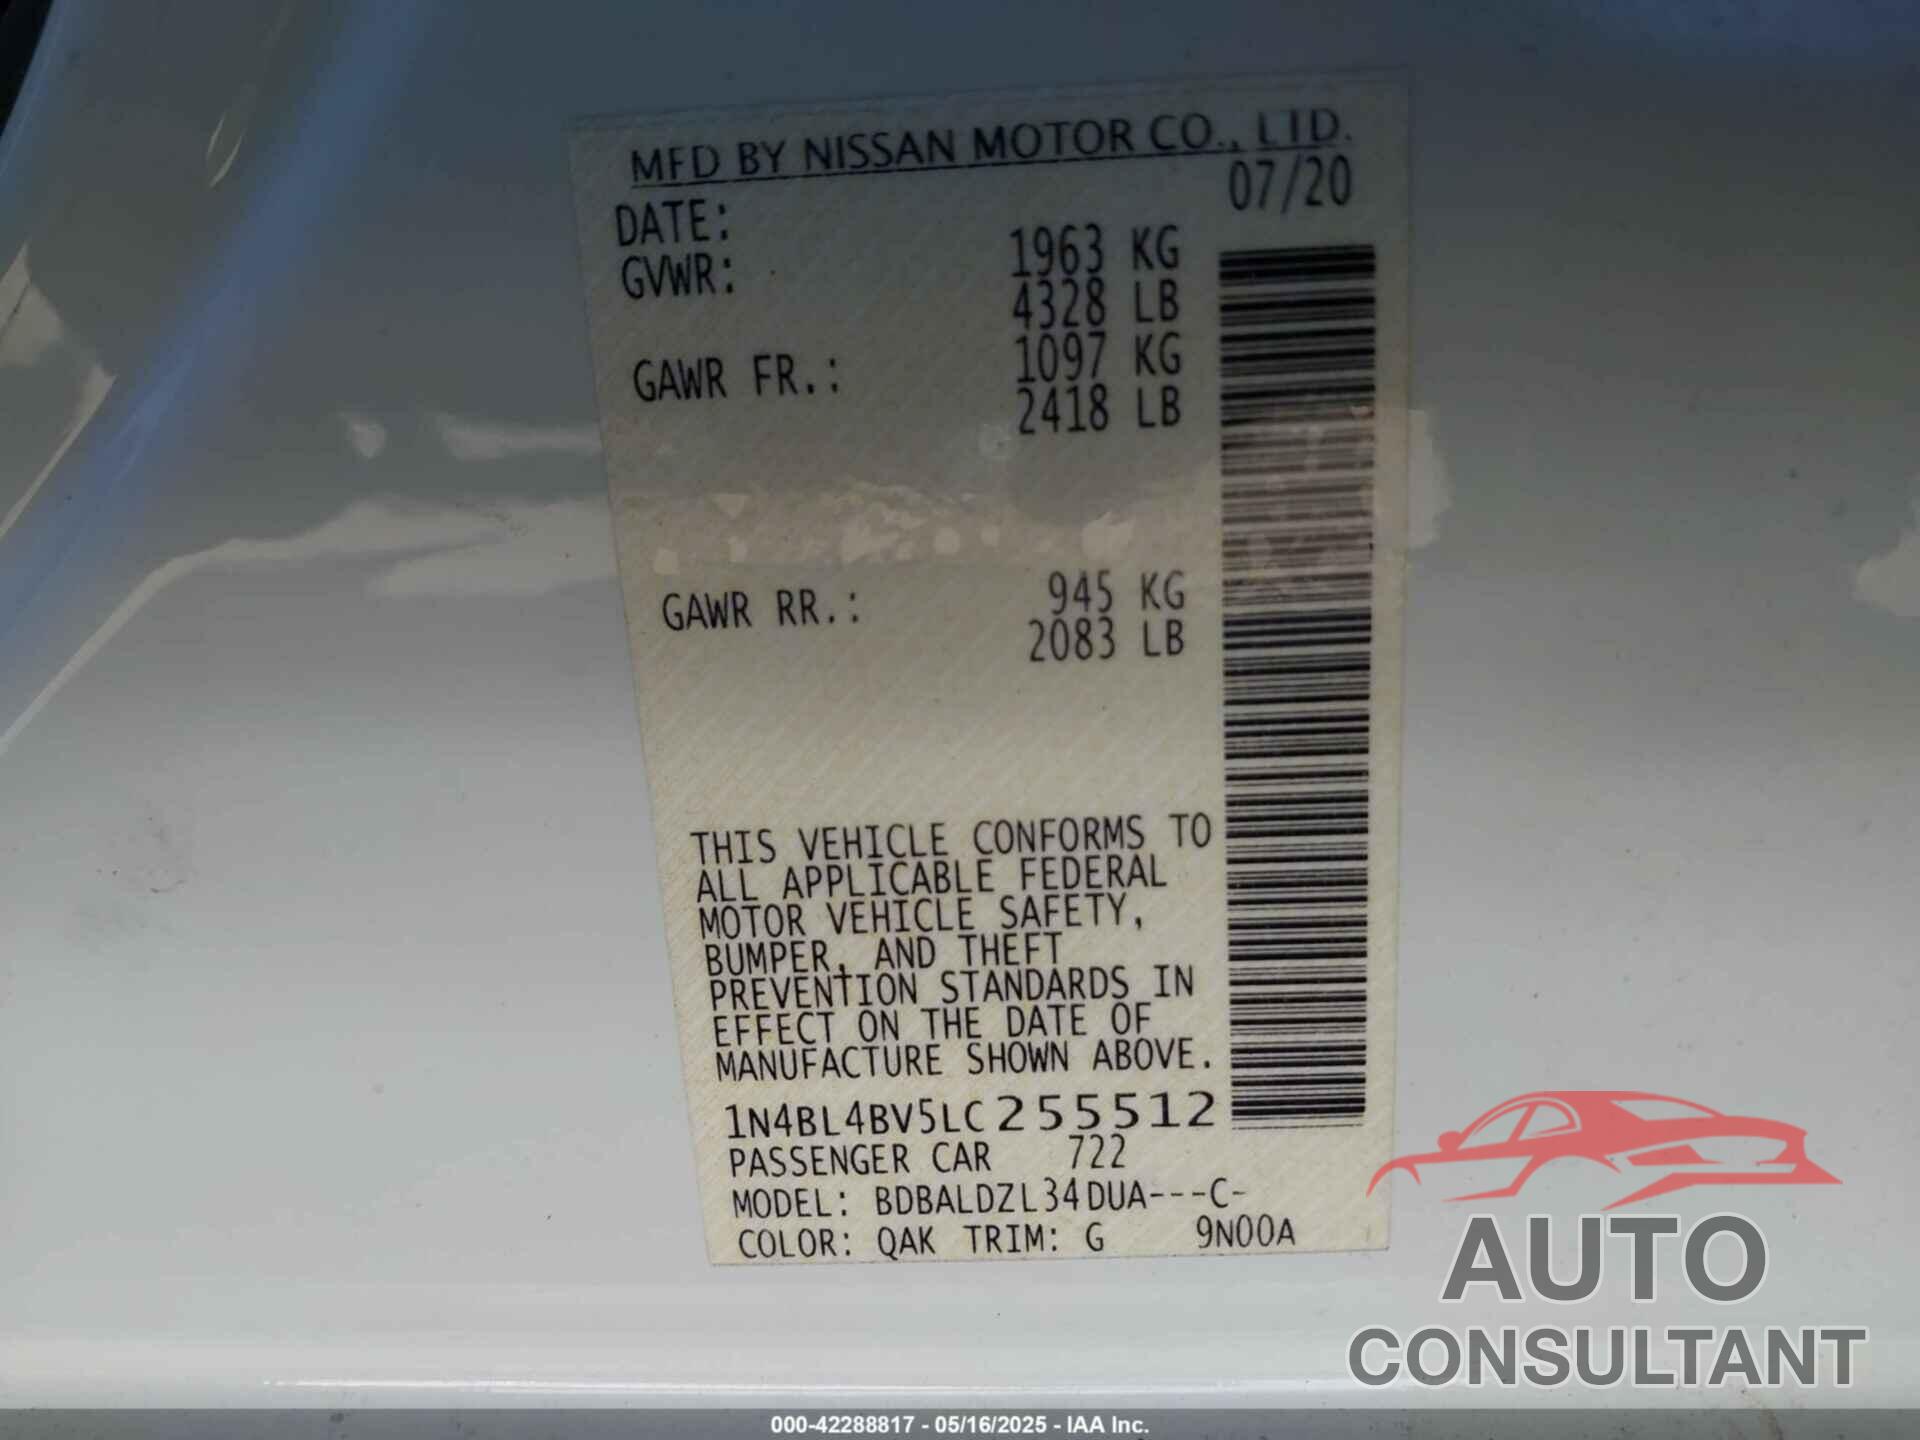 MFD BY NISSAN MOTOR CO., LTD.
DATE: 07/20
GVWR: 1963 KG
4328 LB
GAWR FR.: 1097 KG
2418 LB
GAWR RR.: 945 KG
2083 LB
THIS VEHICLE CONFORMS TO
ALL APPLICABLE FEDERAL
MOTOR VEHICLE SAFETY,
BUMPER, AND THEFT
PREVENTION STANDARDS IN
EFFECT ON THE DATE OF
MANUFACTURE SHOWN ABOVE.
1N4BL4BV5LC255512
PASSENGER CAR 722
MODEL: BDBALDZL34DUA---C-
COLOR: QAK TRIM: G 9N00A
AUTO
CONSULTANT
000-42288817 - 05/16/2025 - IAA Inc.